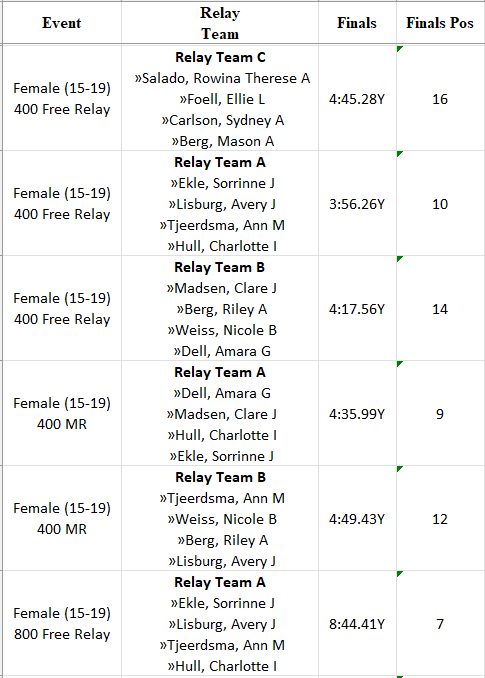 Event Relay Team Finals Finals Pos
Relay Team C
Female (15-19) 400 Free Relay
»Salado, Rowina Therese A
»Foell, Ellie L
»Carlson, Sydney A
»Berg, Mason A
4:45.28Y 16
Relay Team A
Female (15-19) 400 Free Relay
»Ekle, Sorrinne J
»Lisburg, Avery J
»Tjeerdsma, Ann M
»Hull, Charlotte I
3:56.26Y 10
Relay Team B
Female (15-19) 400 Free Relay
»Madsen, Clare J
»Berg, Riley A
»Weiss, Nicole B
»Dell, Amara G
4:17.56Y 14
Relay Team A
Female (15-19) 400 MR
»Dell, Amara G
»Madsen, Clare J
»Hull, Charlotte I
»Ekle, Sorrinne J
4:35.99Y 9
Relay Team B
Female (15-19) 400 MR
»Tjeerdsma, Ann M
»Weiss, Nicole B
»Berg, Riley A
»Lisburg, Avery J
4:49.43Y 12
Relay Team A
Female (15-19) 800 Free Relay
»Ekle, Sorrinne J
»Lisburg, Avery J
»Tjeerdsma, Ann M
»Hull, Charlotte I
8:44.41Y 7